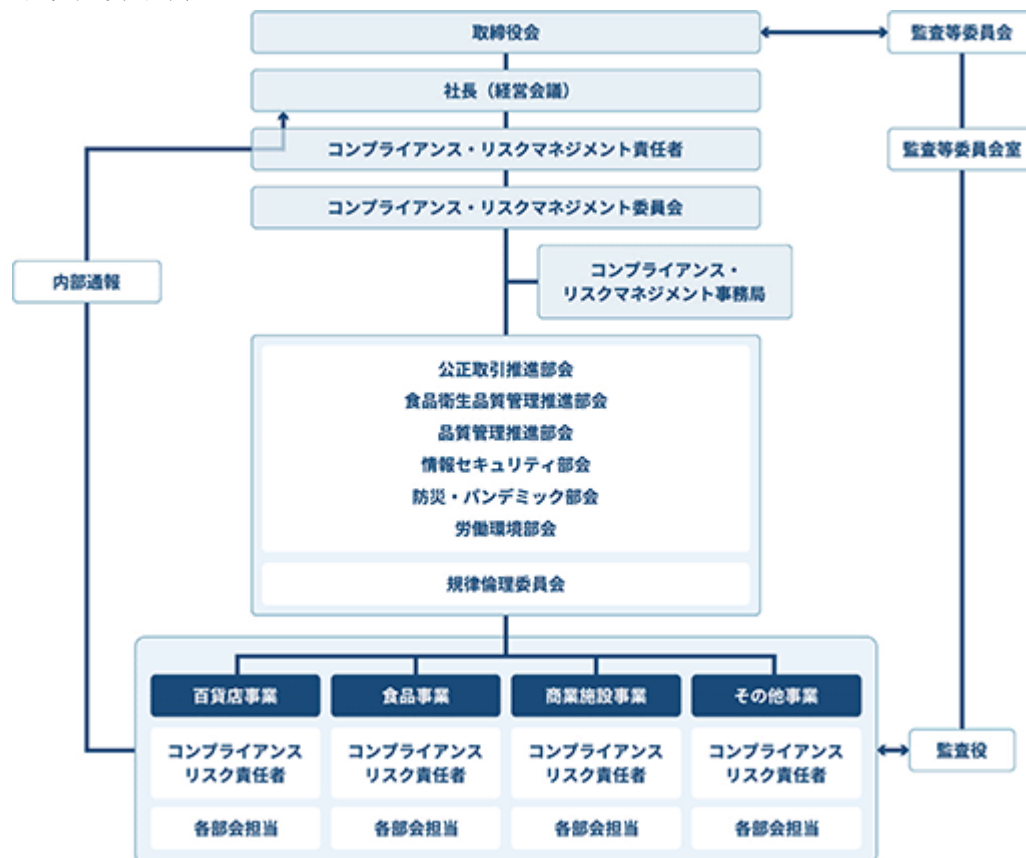 取締役会
監査等委員会
社長（経営会議）
コンプライアンス・リスクマネジメント責任者
監査等委員会室
コンプライアンス・リスクマネジメント委員会
内部通報
コンプライアンス・
リスクマネジメント事務局
公正取引推進部会
食品衛生品質管理推進部会
品質管理推進部会
情報セキュリティ部会
防災・パンデミック部会
労働環境部会
規律倫理委員会
百貨店事業
食品事業
商業施設事業
その他事業
コンプライアンス
リスク責任者
コンプライアンス
リスク責任者
コンプライアンス
リスク責任者
コンプライアンス
リスク責任者
監査役
各部会担当
各部会担当
各部会担当
各部会担当